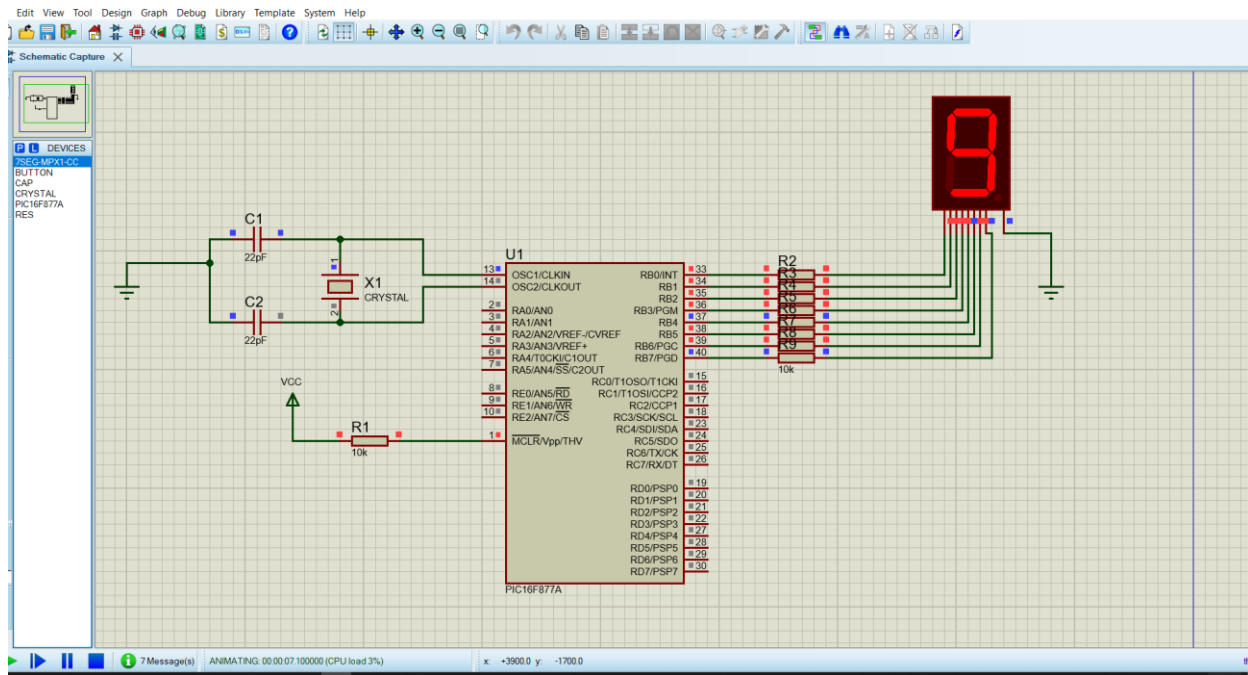 Edit View Tool Design Graph Debug Library Template System Help
Schematic Capture
P L DEVICES
7SEG-MPX1-CC
BUTTON
CAP
CRYSTAL
PIC16F877A
RES
C1
22pF
C2
22pF
1
2
X1
CRYSTAL
VCC
R1
10k
U1
13 OSC1/CLKIN
14 OSC2/CLKOUT
2 RA0/AN0
3 RA1/AN1
4 RA2/AN2/VREF-/CVREF
5 RA3/AN3/VREF+
6 RA4/T0CKI/C1OUT
7 RA5/AN4/SS/C2OUT
8 RE0/AN5/RD
9 RE1/AN6/WR
10 RE2/AN7/CS
1 MCLR/Vpp/THV
RB0/INT 33
RB1 34
RB2 35
RB3/PGM 36
RB4 37
RB5 38
RB6/PGC 39
RB7/PGD 40
RC0/T1OSO/T1CKI 15
RC1/T1OSI/CCP2 16
RC2/CCP1 17
RC3/SCK/SCL 18
RC4/SDI/SDA 23
RC5/SDO 24
RC6/TX/CK 25
RC7/RX/DT 26
RD0/PSP0 19
RD1/PSP1 20
RD2/PSP2 21
RD3/PSP3 22
RD4/PSP4 27
RD5/PSP5 28
RD6/PSP6 29
RD7/PSP7 30
PIC16F877A
R2
R3
R4
R5
R6
R7
R8
R9
10k
9
7 Message(s) ANIMATING: 00:00:07.100000 (CPU load 3%) x: +3900.0 y: -1700.0